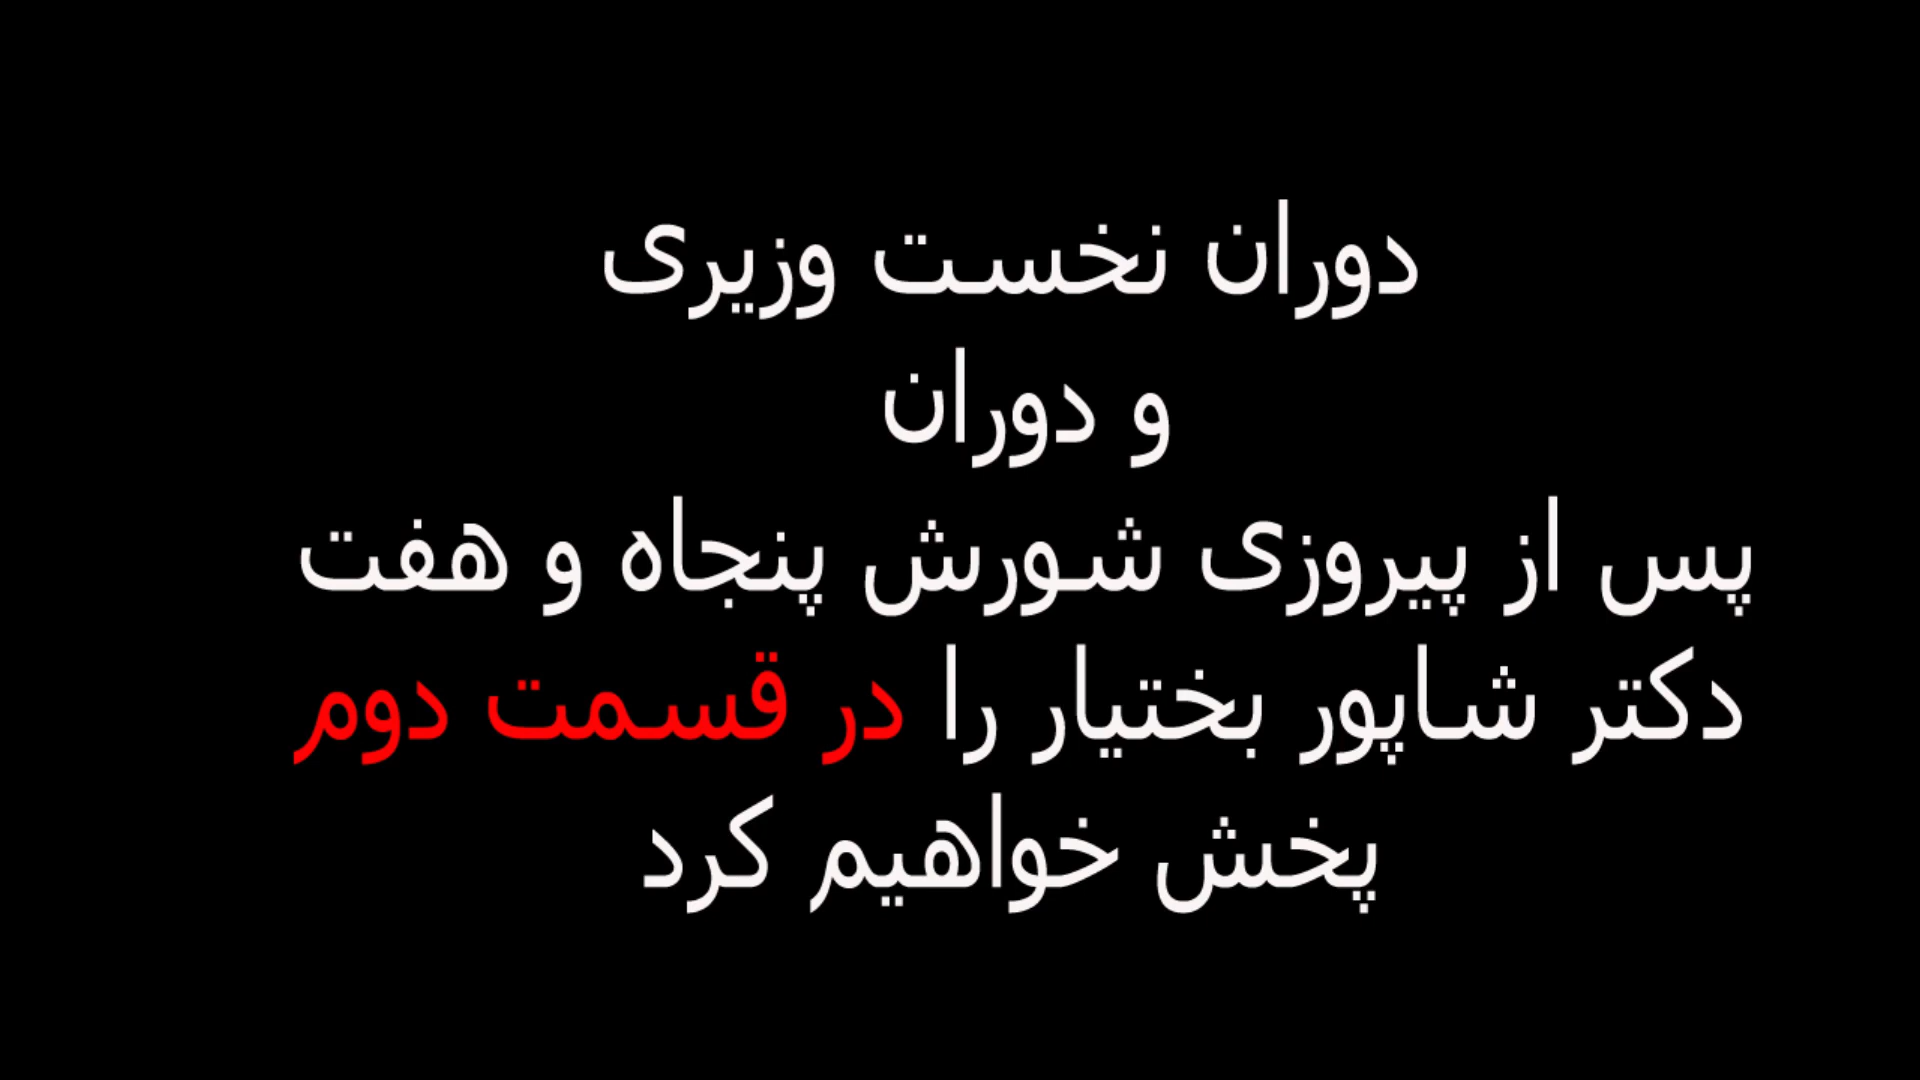 دوران نخست وزیری
و دوران
پس از پیروزی شورش پنجاه و هفت
دکتر شاپور بختیار را در قسمت دوم
پخش خواهیم کرد